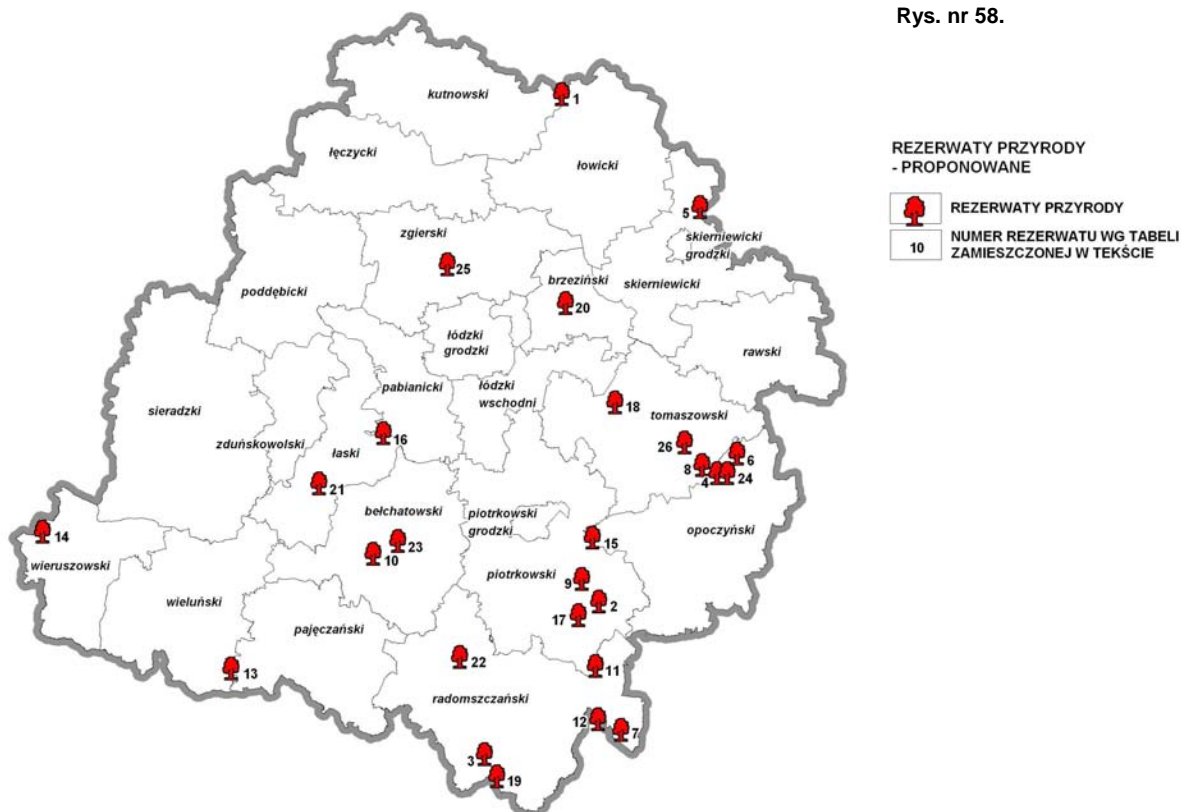 Rys. nr 58.
kutnowski
1
łęczycki
łowicki
REZERWATY PRZYRODY
- PROPONOWANE
REZERWATY PRZYRODY
10
NUMER REZERWATU WG TABELI
ZAMIESZCZONEJ W TEKŚCIE
5
skierniewicki
grodzki
zgierski
25
brzeziński
skierniewicki
20
poddębicki
łódzki
grodzki
rawski
pabianicki
łódzki
wschodni
sieradzki
18
tomaszowski
zduńskowolski
16
łaski
26
6
8
4
24
21
bełchatowski
piotrkowski
grodzki
opoczyński
14
23
15
10
wieruszowski
piotrkowski
9
wieluński
2
17
pajęczański
22
11
13
radomszczański
12
7
3
19